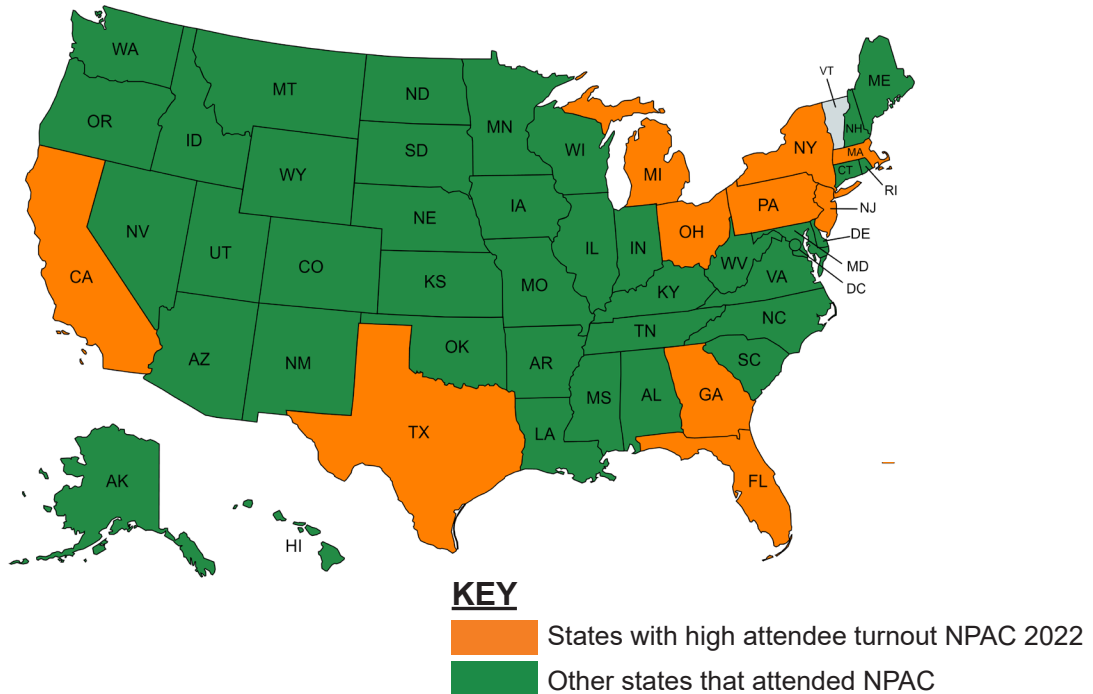 WA
MT
ND
MN
ME
VT
OR
ID
SD
WI
NH
NY
MA
WY
MI
CT
RI
NE
IA
PA
NJ
NV
OH
DE
UT
IL
IN
CA
CO
WV
MD
KS
MO
VA
DC
KY
NC
TN
AZ
NM
OK
AR
SC
MS
AL
GA
TX
LA
AK
FL
HI
KEY
States with high attendee turnout NPAC 2022
Other states that attended NPAC